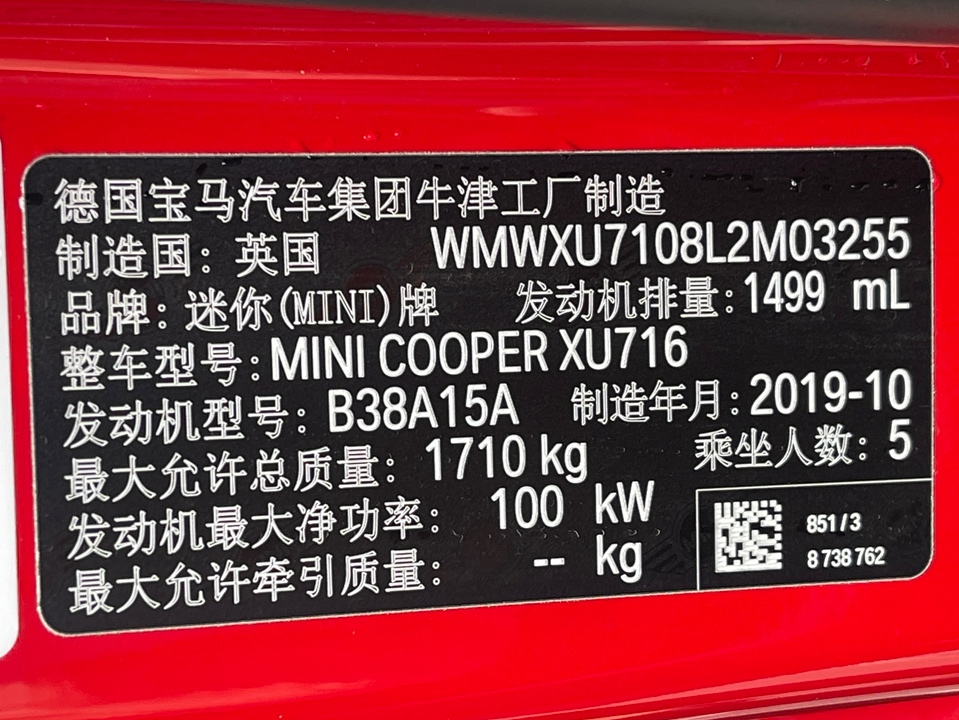 德国宝马汽车集团牛津工厂制造
制造国：英国 WMWXU7108L2M03255
品牌：迷你(MINI)牌 发动机排量：1499 mL
整车型号：MINI COOPER XU716
发动机型号：B38A15A 制造年月：2019-10
最大允许总质量：1710 kg 乘坐人数：5
发动机最大净功率：100 kW
最大允许牵引质量：-- kg
851/3
8 738 762